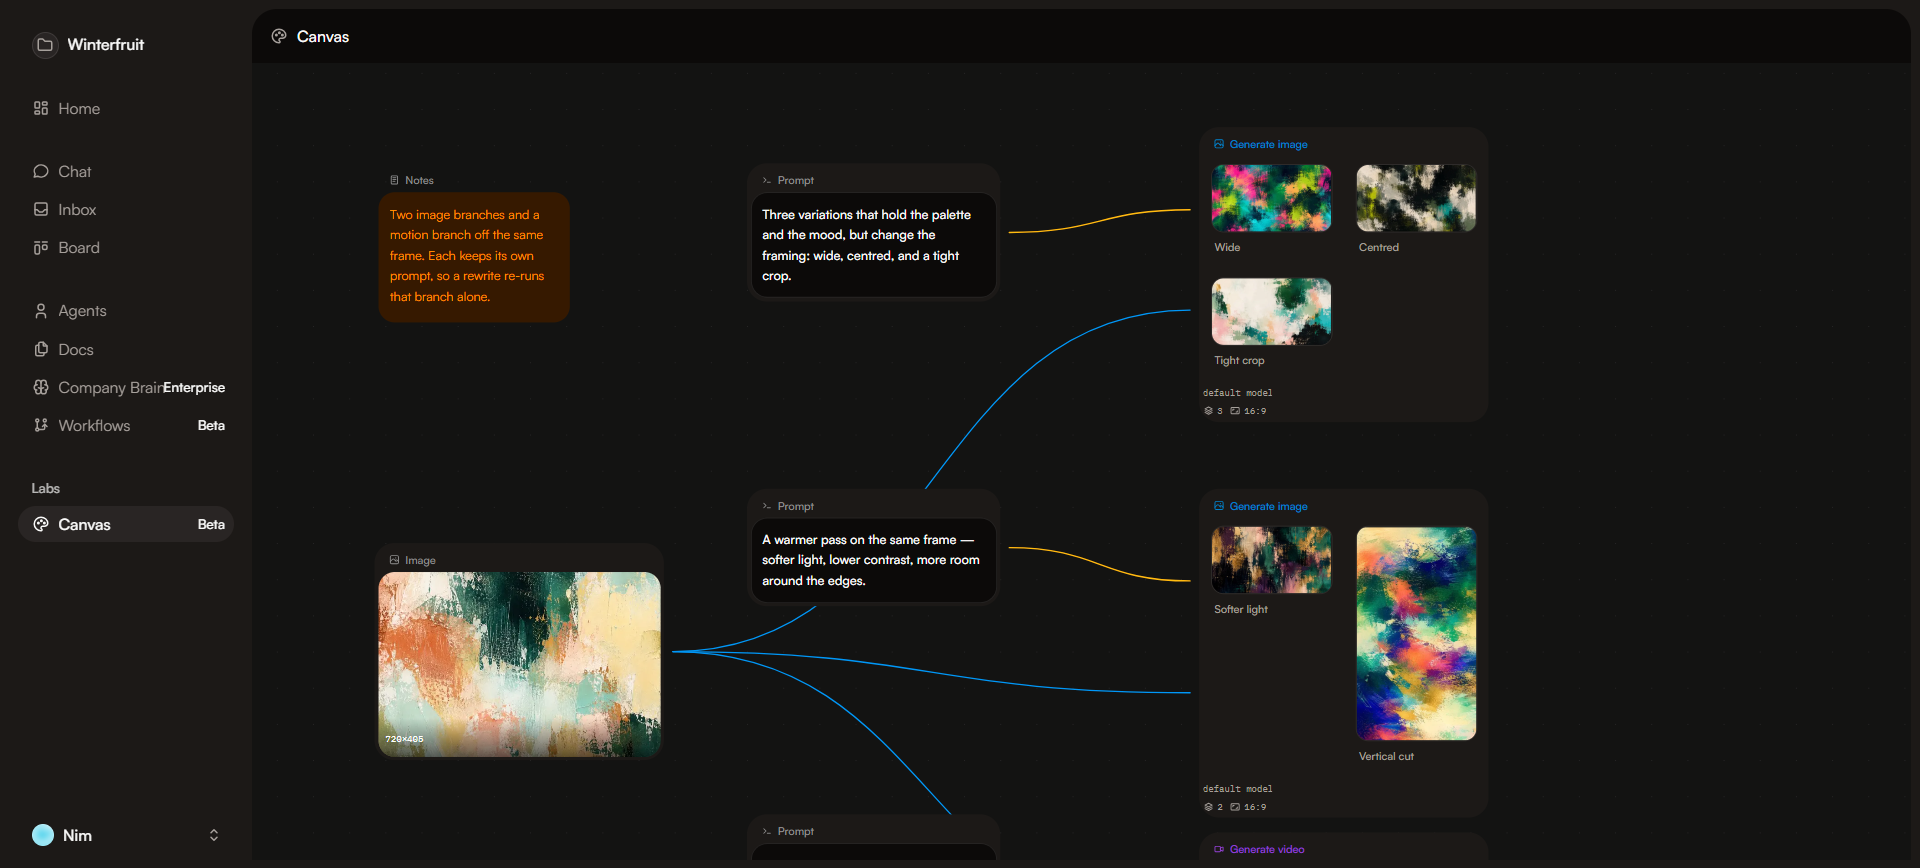 Winterfruit
Home
Chat
Inbox
Board
Agents
Docs
Company Brain Enterprise
Workflows Beta
Labs
Canvas Beta
Nim
Canvas
Notes
Two image branches and a
motion branch off the same
frame. Each keeps its own
prompt, so a rewrite re-runs
that branch alone.
Image
720×405
Prompt
Three variations that hold the palette
and the mood, but change the
framing: wide, centred, and a tight
crop.
Prompt
A warmer pass on the same frame —
softer light, lower contrast, more room
around the edges.
Prompt
Generate image
Wide
Centred
Tight crop
default model
3 16:9
Generate image
Softer light
Vertical cut
default model
2 16:9
Generate video